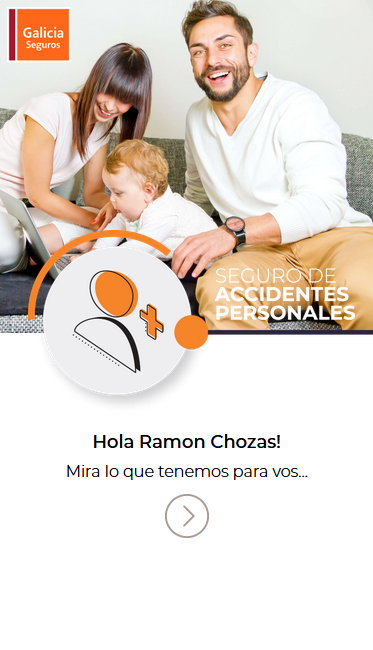 Galicia
Seguros
SEGURO DE
ACCIDENTES
PERSONALES
Hola Ramon Chozas!
Mira lo que tenemos para vos...